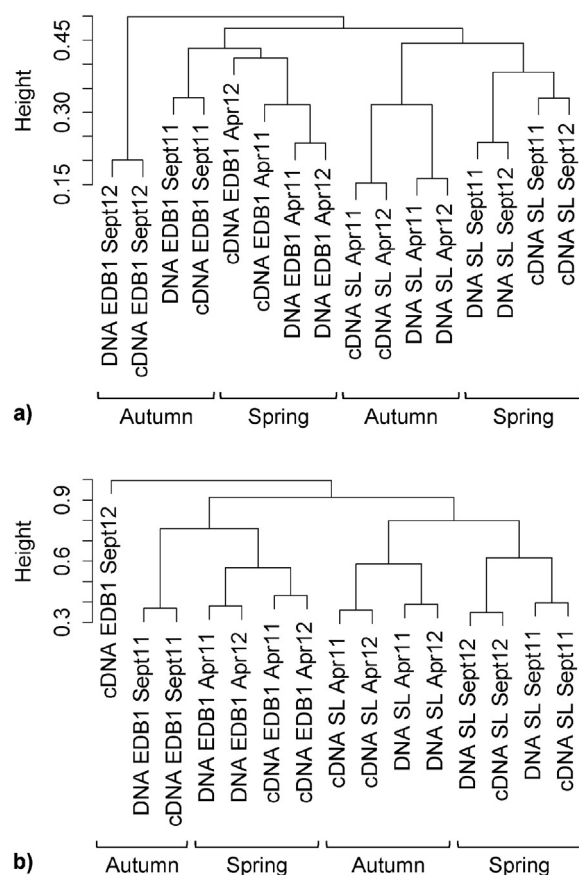 Height
0.45
0.30
0.15
DNA EDB1 Sept12
cDNA EDB1 Sept12
DNA EDB1 Sept11
cDNA EDB1 Sept11
cDNA EDB1 Apr12
cDNA EDB1 Apr11
DNA EDB1 Apr11
DNA EDB1 Apr12
cDNA SL Apr11
cDNA SL Apr12
DNA SL Apr11
DNA SL Apr12
DNA SL Sept11
DNA SL Sept12
cDNA SL Sept11
cDNA SL Sept12
a)
Autumn
Spring
Autumn
Spring
Height
0.9
0.6
0.3
cDNA EDB1 Sept12
DNA EDB1 Sept11
cDNA EDB1 Sept11
DNA EDB1 Apr11
DNA EDB1 Apr12
cDNA EDB1 Apr11
cDNA EDB1 Apr12
cDNA SL Apr11
cDNA SL Apr12
DNA SL Apr11
DNA SL Apr12
DNA SL Sept12
cDNA SL Sept12
DNA SL Sept11
cDNA SL Sept11
b)
Autumn
Spring
Autumn
Spring